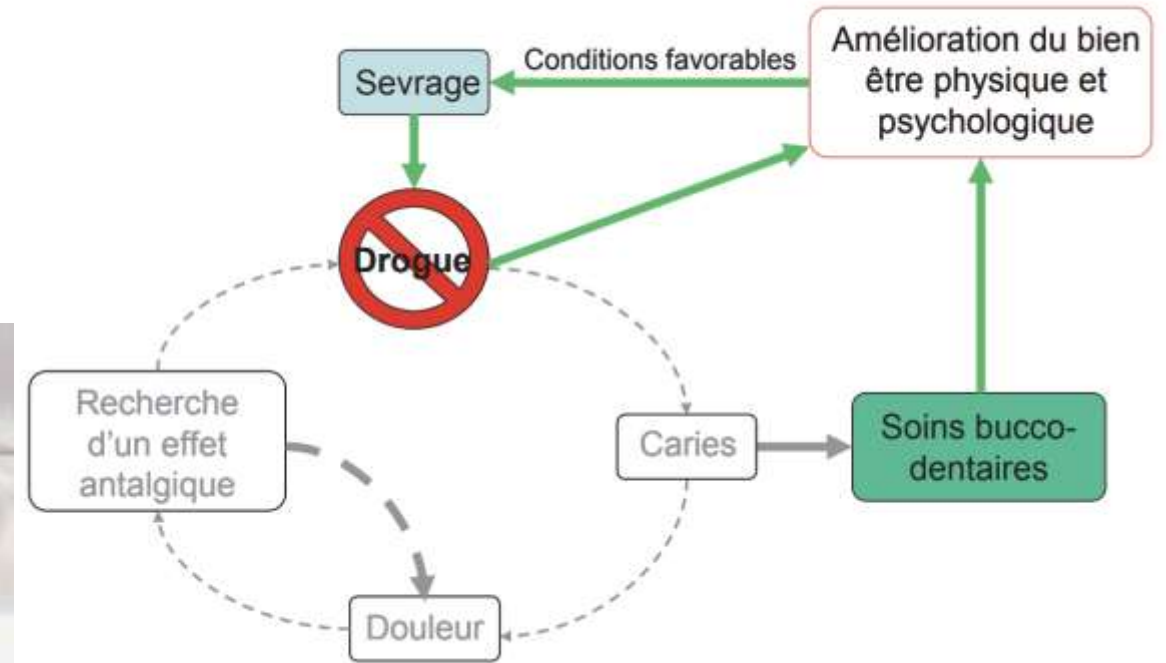 Amélioration du bien
être physique et
psychologique
Conditions favorables
Sevrage
Drogue
Recherche
d'un effet
antalgique
Caries
Soins bucco-
dentaires
Douleur